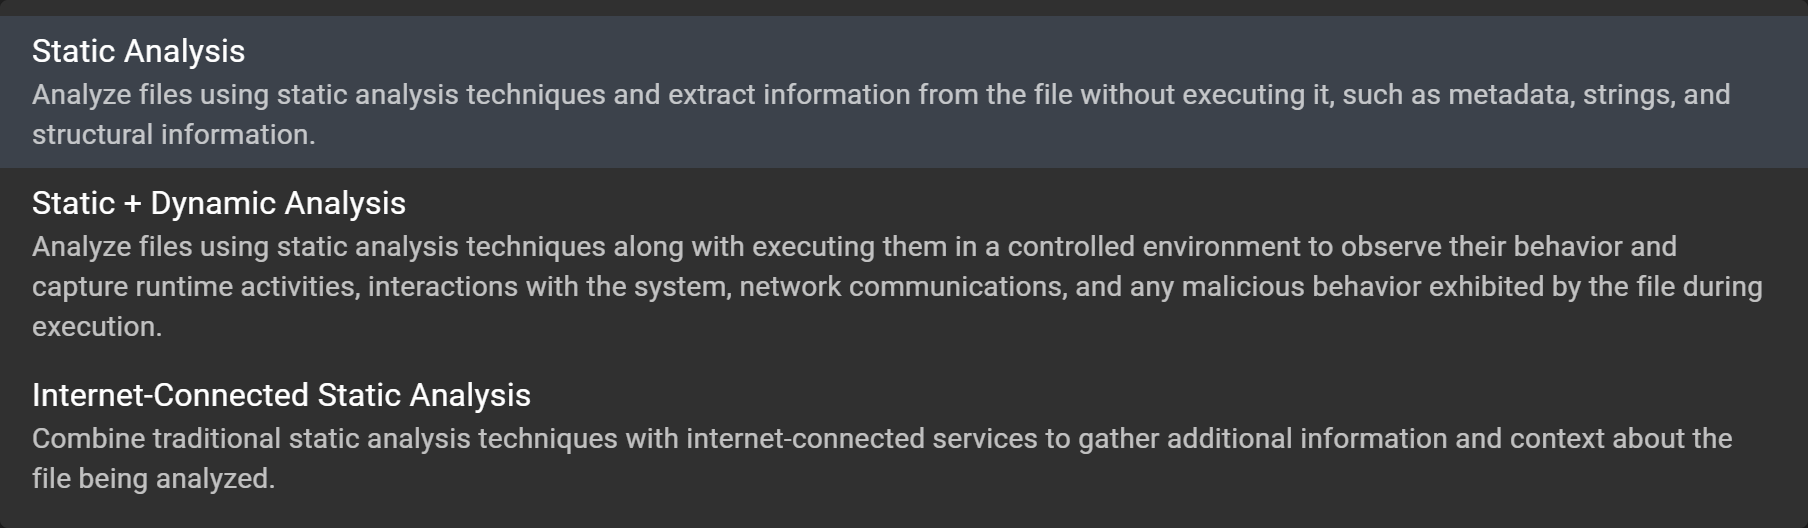 Static Analysis
Analyze files using static analysis techniques and extract information from the file without executing it, such as metadata, strings, and
structural information.
Static + Dynamic Analysis
Analyze files using static analysis techniques along with executing them in a controlled environment to observe their behavior and
capture runtime activities, interactions with the system, network communications, and any malicious behavior exhibited by the file during
execution.
Internet-Connected Static Analysis
Combine traditional static analysis techniques with internet-connected services to gather additional information and context about the
file being analyzed.